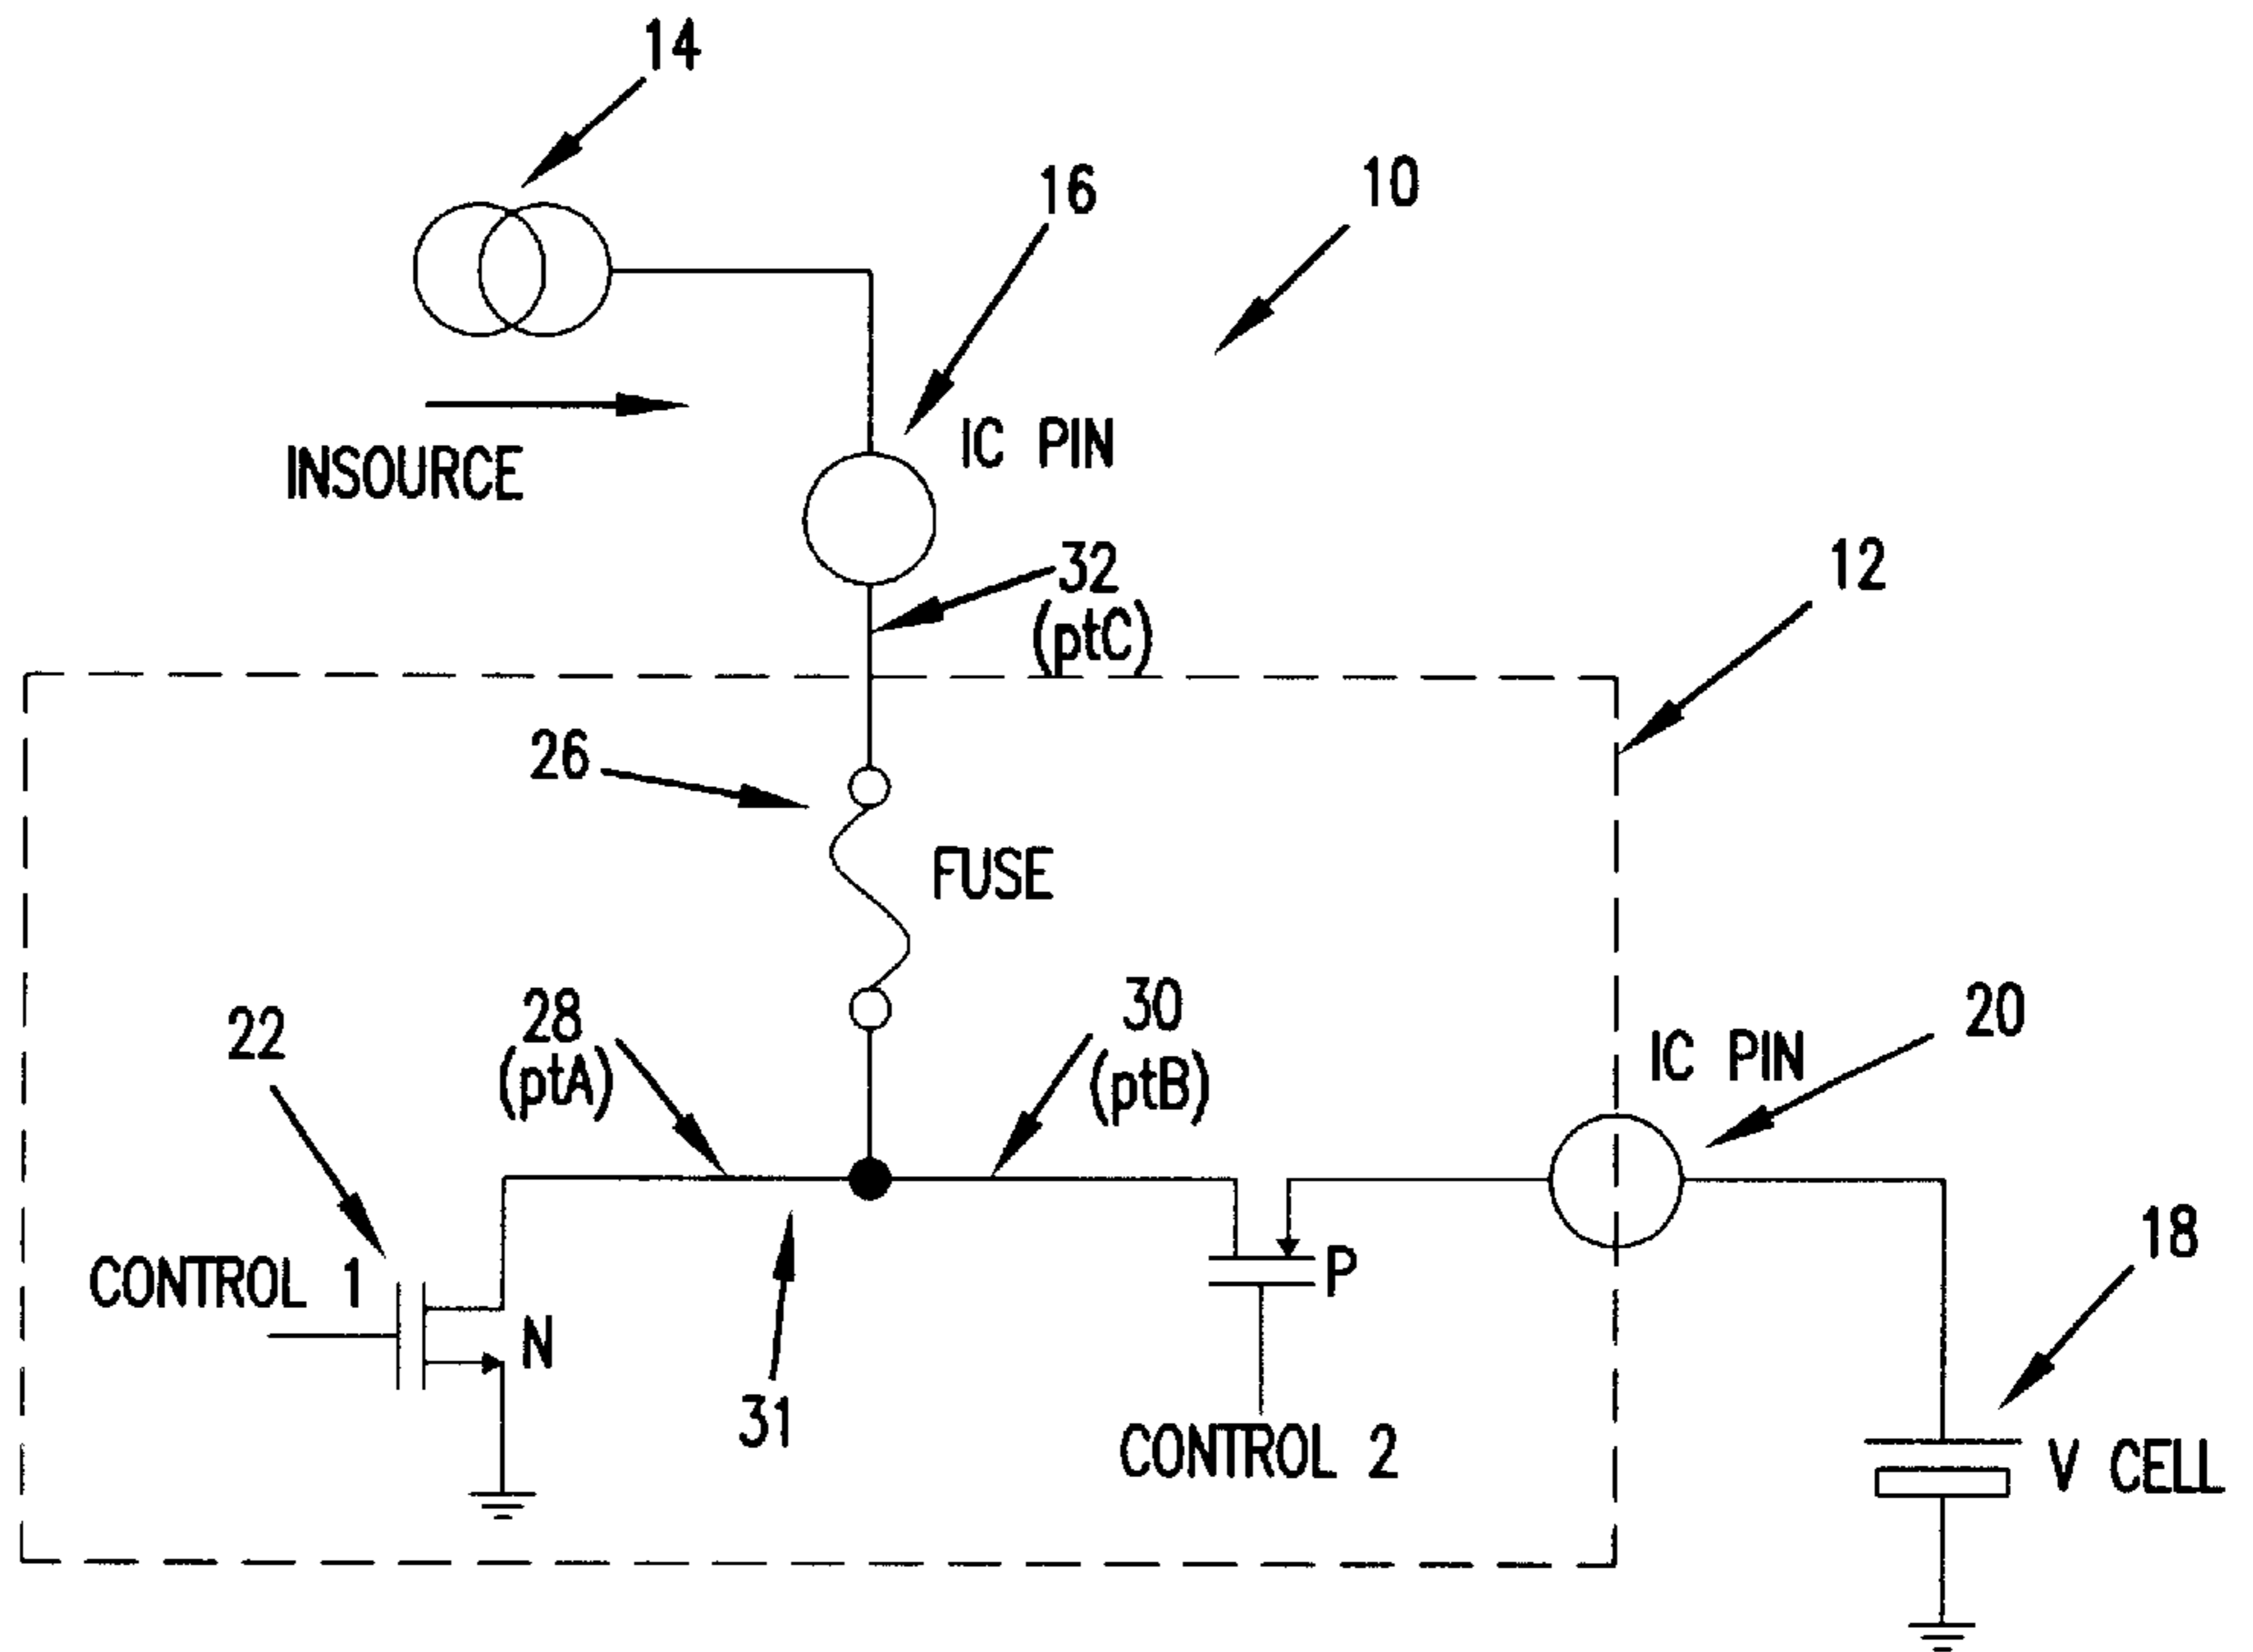 14
16
10
IC PIN
INSOURCE
32
(ptC)
12
26
FUSE
28
(ptA)
30
(ptB)
22
20
IC PIN
18
CONTROL 1
P
N
31
CONTROL 2
V CELL